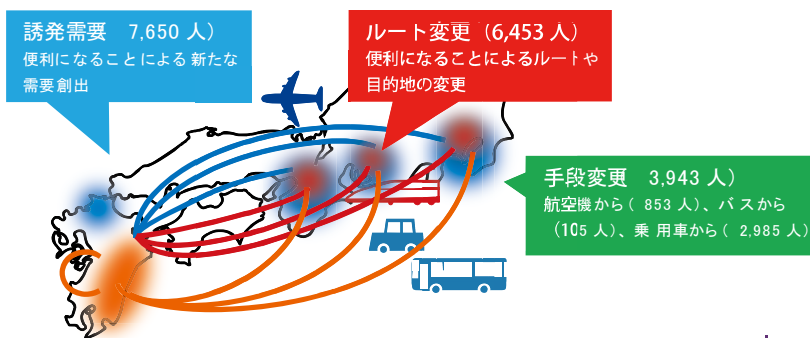 誘発需要　7,650 人）
便利になることによる 新たな
需要創出
ルート変更（6,453 人）
便利になることによるルートや
目的地の変更
手段変更　3,943 人）
航空機から（ 853 人）、バ スから
（105 人）、乗 用車から（ 2,985 人）